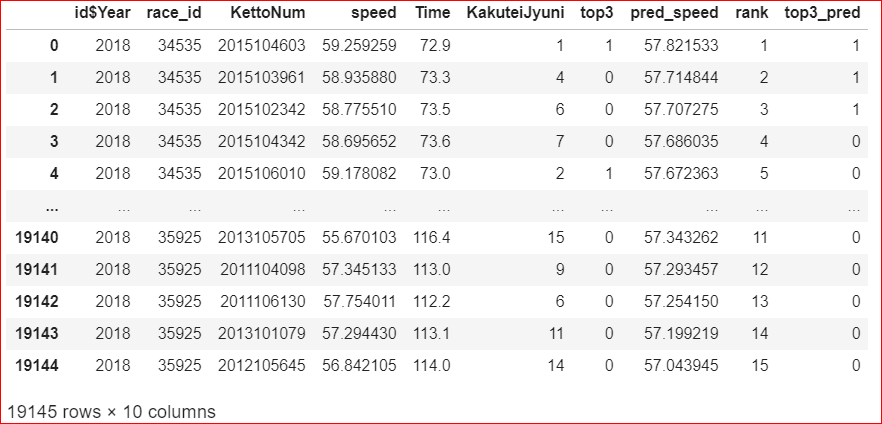 id$Year race_id KettoNum speed Time KakuteiJyuni top3 pred_speed rank top3_pred
0 2018 34535 2015104603 59.259259 72.9 1 1 57.821533 1 1
1 2018 34535 2015103961 58.935880 73.3 4 0 57.714844 2 1
2 2018 34535 2015102342 58.775510 73.5 6 0 57.707275 3 1
3 2018 34535 2015104342 58.695652 73.6 7 0 57.686035 4 0
4 2018 34535 2015106010 59.178082 73.0 2 1 57.672363 5 0
... ... ... ... ... ... ... ... ... ... ...
19140 2018 35925 2013105705 55.670103 116.4 15 0 57.343262 11 0
19141 2018 35925 2011104098 57.345133 113.0 9 0 57.293457 12 0
19142 2018 35925 2011106130 57.754011 112.2 6 0 57.254150 13 0
19143 2018 35925 2013101079 57.294430 113.1 11 0 57.199219 14 0
19144 2018 35925 2012105645 56.842105 114.0 14 0 57.043945 15 0
19145 rows × 10 columns